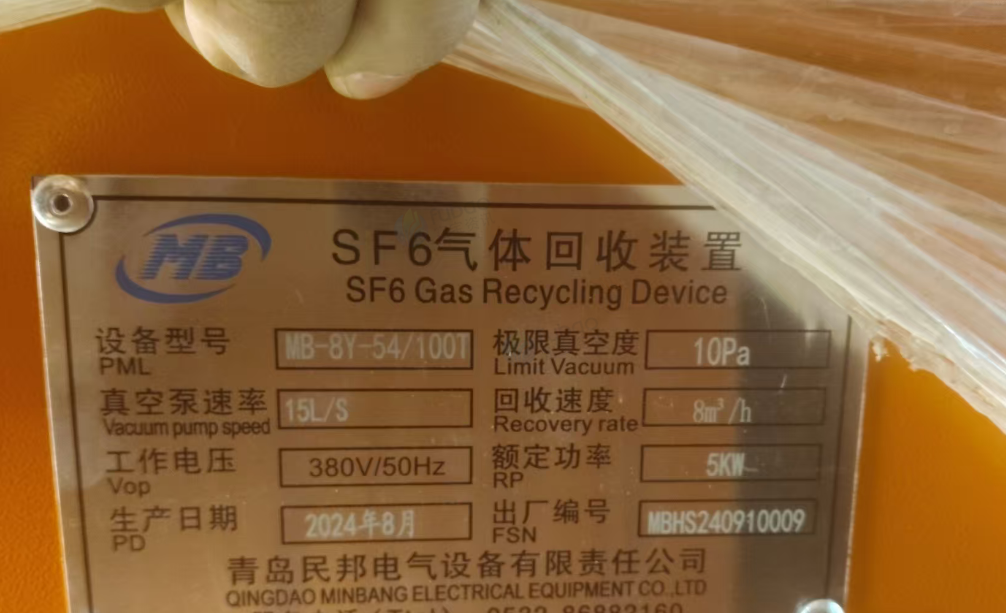 MB
SF6气体回收装置
SF6 Gas Recycling Device
设备型号 MB-8Y-54/100T 极限真空度 10Pa
PML Limit Vacuum
真空泵速率 15L/S 回收速度 8m³/h
Vacuum pump speed Recovery rate
工作电压 380V/50Hz 额定功率 5KW
Vop RP
生产日期 2024年8月 出厂编号 MBHS240910009
PD FSN
青岛民邦电气设备有限责任公司
QINGDAO MINBANG ELECTRICAL EQUIPMENT CO.,LTD